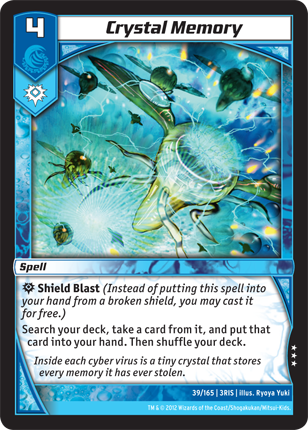 4
Crystal Memory
Spell
Shield Blast (Instead of putting this spell into
your hand from a broken shield, you may cast it
for free.)
Search your deck, take a card from it, and put that
card into your hand. Then shuffle your deck.
Inside each cyber virus is a tiny crystal that stores
every memory it has ever stolen.
39/165 | 3RIS | illus. Ryoya Yuki
TM & © 2012 Wizards of the Coast/Shogakukan/Mitsui-Kids.